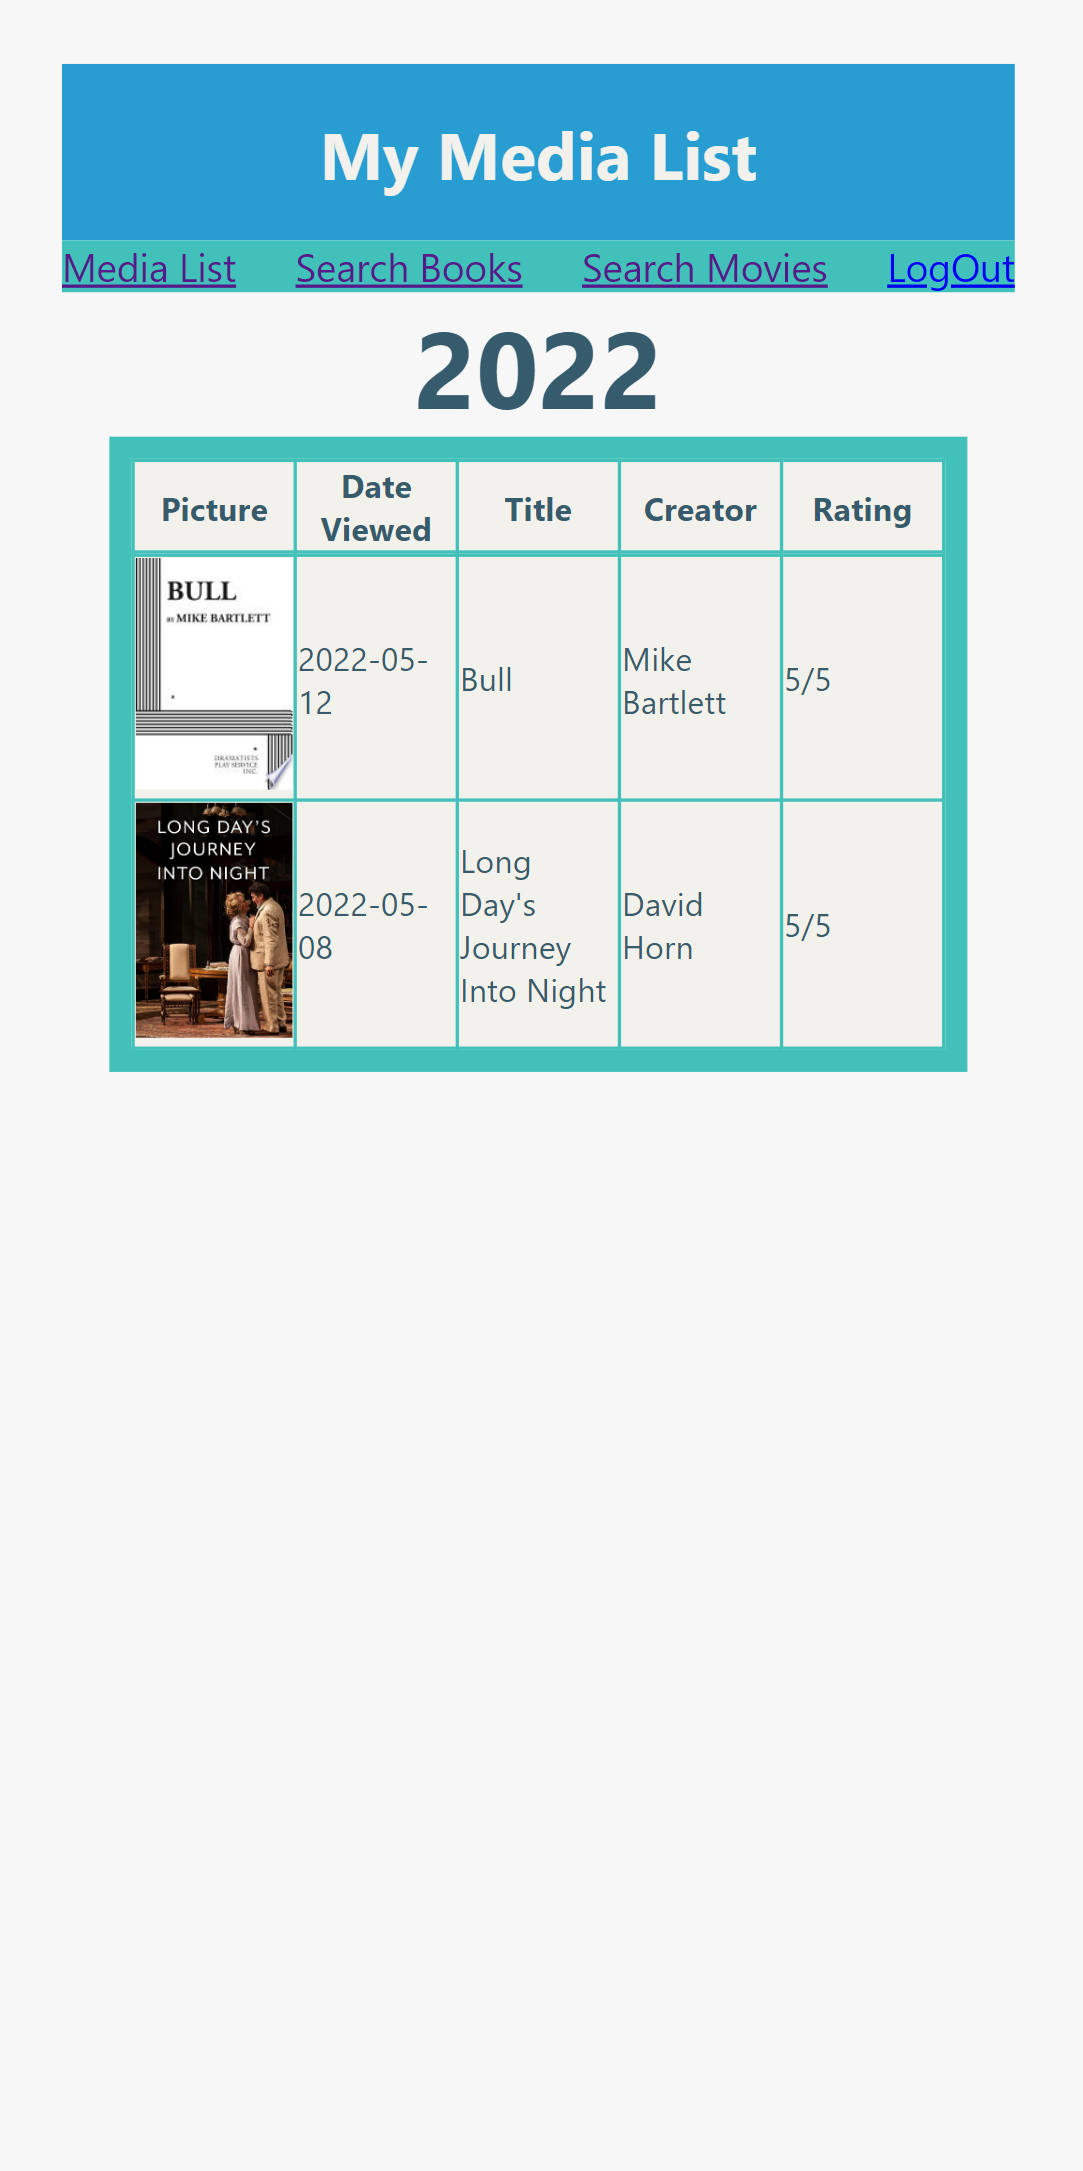 My Media List
Media List Search Books Search Movies LogOut
2022
Picture Date Viewed Title Creator Rating
BULL
BY MIKE BARTLETT
DRAMATISTS
PLAY SERVICE
INC.
2022-05-
12
Bull
Mike
Bartlett
5/5
LONG DAY'S
JOURNEY
INTO NIGHT
2022-05-
08
Long
Day's
Journey
Into Night
David
Horn
5/5